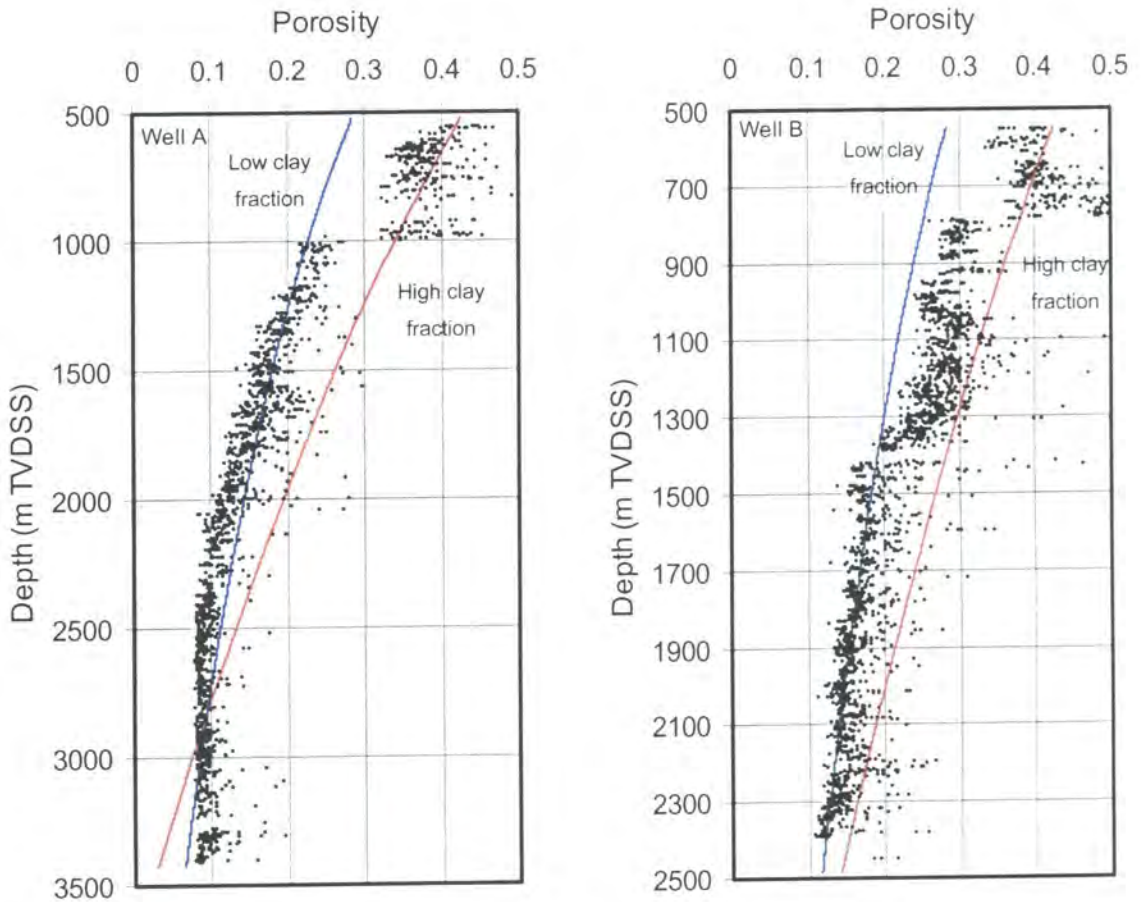 Porosity
0 0.1 0.2 0.3 0.4 0.5
500
1000
1500
2000
2500
3000
3500
Depth (m TVDSS)
Well A
Low clay
fraction
High clay
fraction
Porosity
0 0.1 0.2 0.3 0.4 0.5
500
700
900
1100
1300
1500
1700
1900
2100
2300
2500
Depth (m TVDSS)
Well B
Low clay
fraction
High clay
fraction